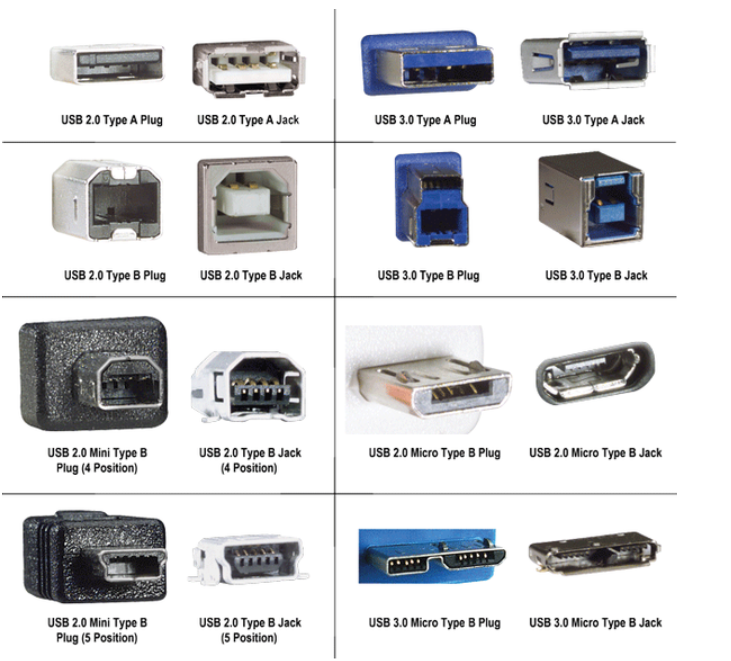 USB 2.0 Type A Plug
USB 2.0 Type A Jack
USB 3.0 Type A Plug
USB 3.0 Type A Jack
USB 2.0 Type B Plug
USB 2.0 Type B Jack
USB 3.0 Type B Plug
USB 3.0 Type B Jack
USB 2.0 Mini Type B
Plug (4 Position)
USB 2.0 Type B Jack
(4 Position)
USB 2.0 Micro Type B Plug
USB 2.0 Micro Type B Jack
USB 2.0 Mini Type B
Plug (5 Position)
USB 2.0 Type B Jack
(5 Position)
USB 3.0 Micro Type B Plug
USB 3.0 Micro Type B Jack